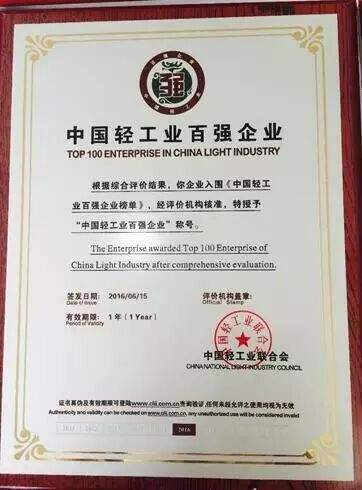 中国轻工业百强企业
TOP 100 ENTERPRISE IN CHINA LIGHT INDUSTRY
根据综合评价结果，你企业入围《中国轻工
业百强企业榜单》，经评价机构核准，特授予
“中国轻工业百强企业”称号。
The Enterprise awarded Top 100 Enterprise of
China Light Industry after comprehensive evaluation.
签发日期： 2016/06/15
Date of Issue
有效期限： 1 年（1 Year）
Period of Validity
评价机构盖章：
Official Stamp
中国轻工业联合会
中国轻工业联合会
CHINA NATIONAL LIGHT INDUSTRY COUNCIL
证书真伪及有效期限可登陆www.clii.com.cn查询验证,任何未经允许之使用均视为无效
Authenticity and validity can be checked on www.clii.com.cn, any unauthorized use will be considered invalid
2016